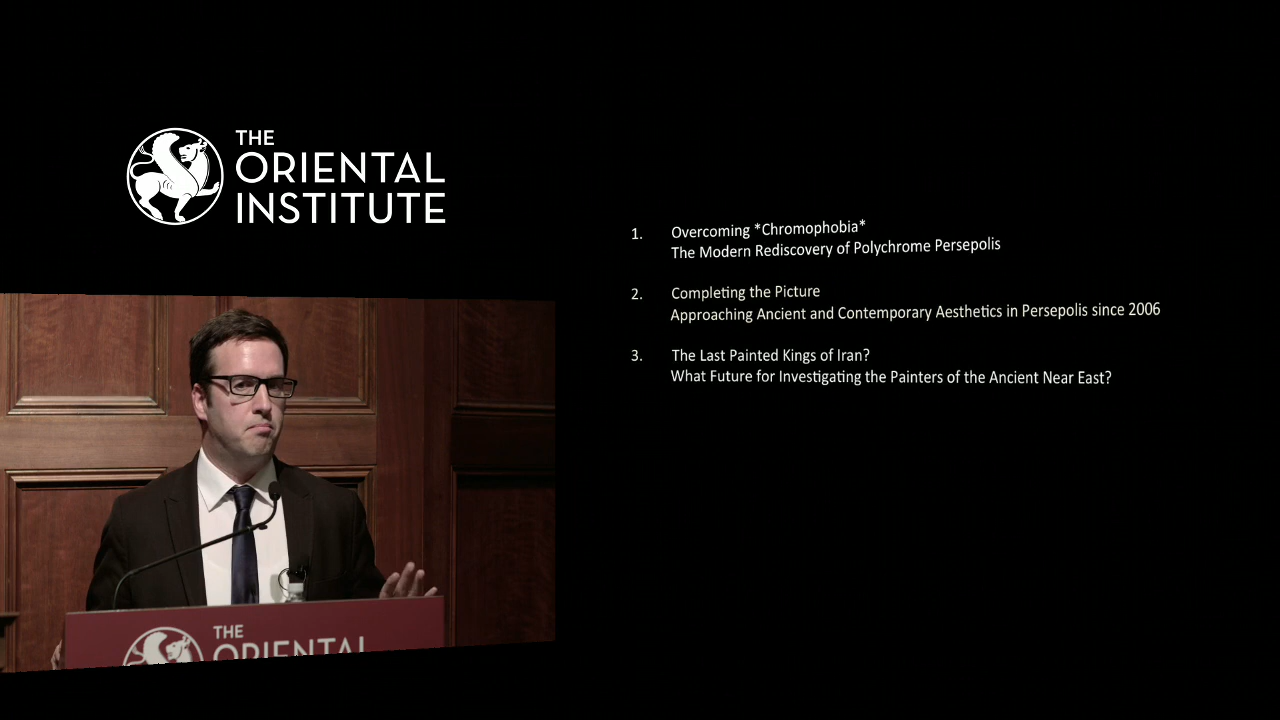 THE
ORIENTAL
INSTITUTE
1. Overcoming *Chromophobia*
The Modern Rediscovery of Polychrome Persepolis
2. Completing the Picture
Approaching Ancient and Contemporary Aesthetics in Persepolis since 2006
3. The Last Painted Kings of Iran?
What Future for Investigating the Painters of the Ancient Near East?
THE
ORIENTAL